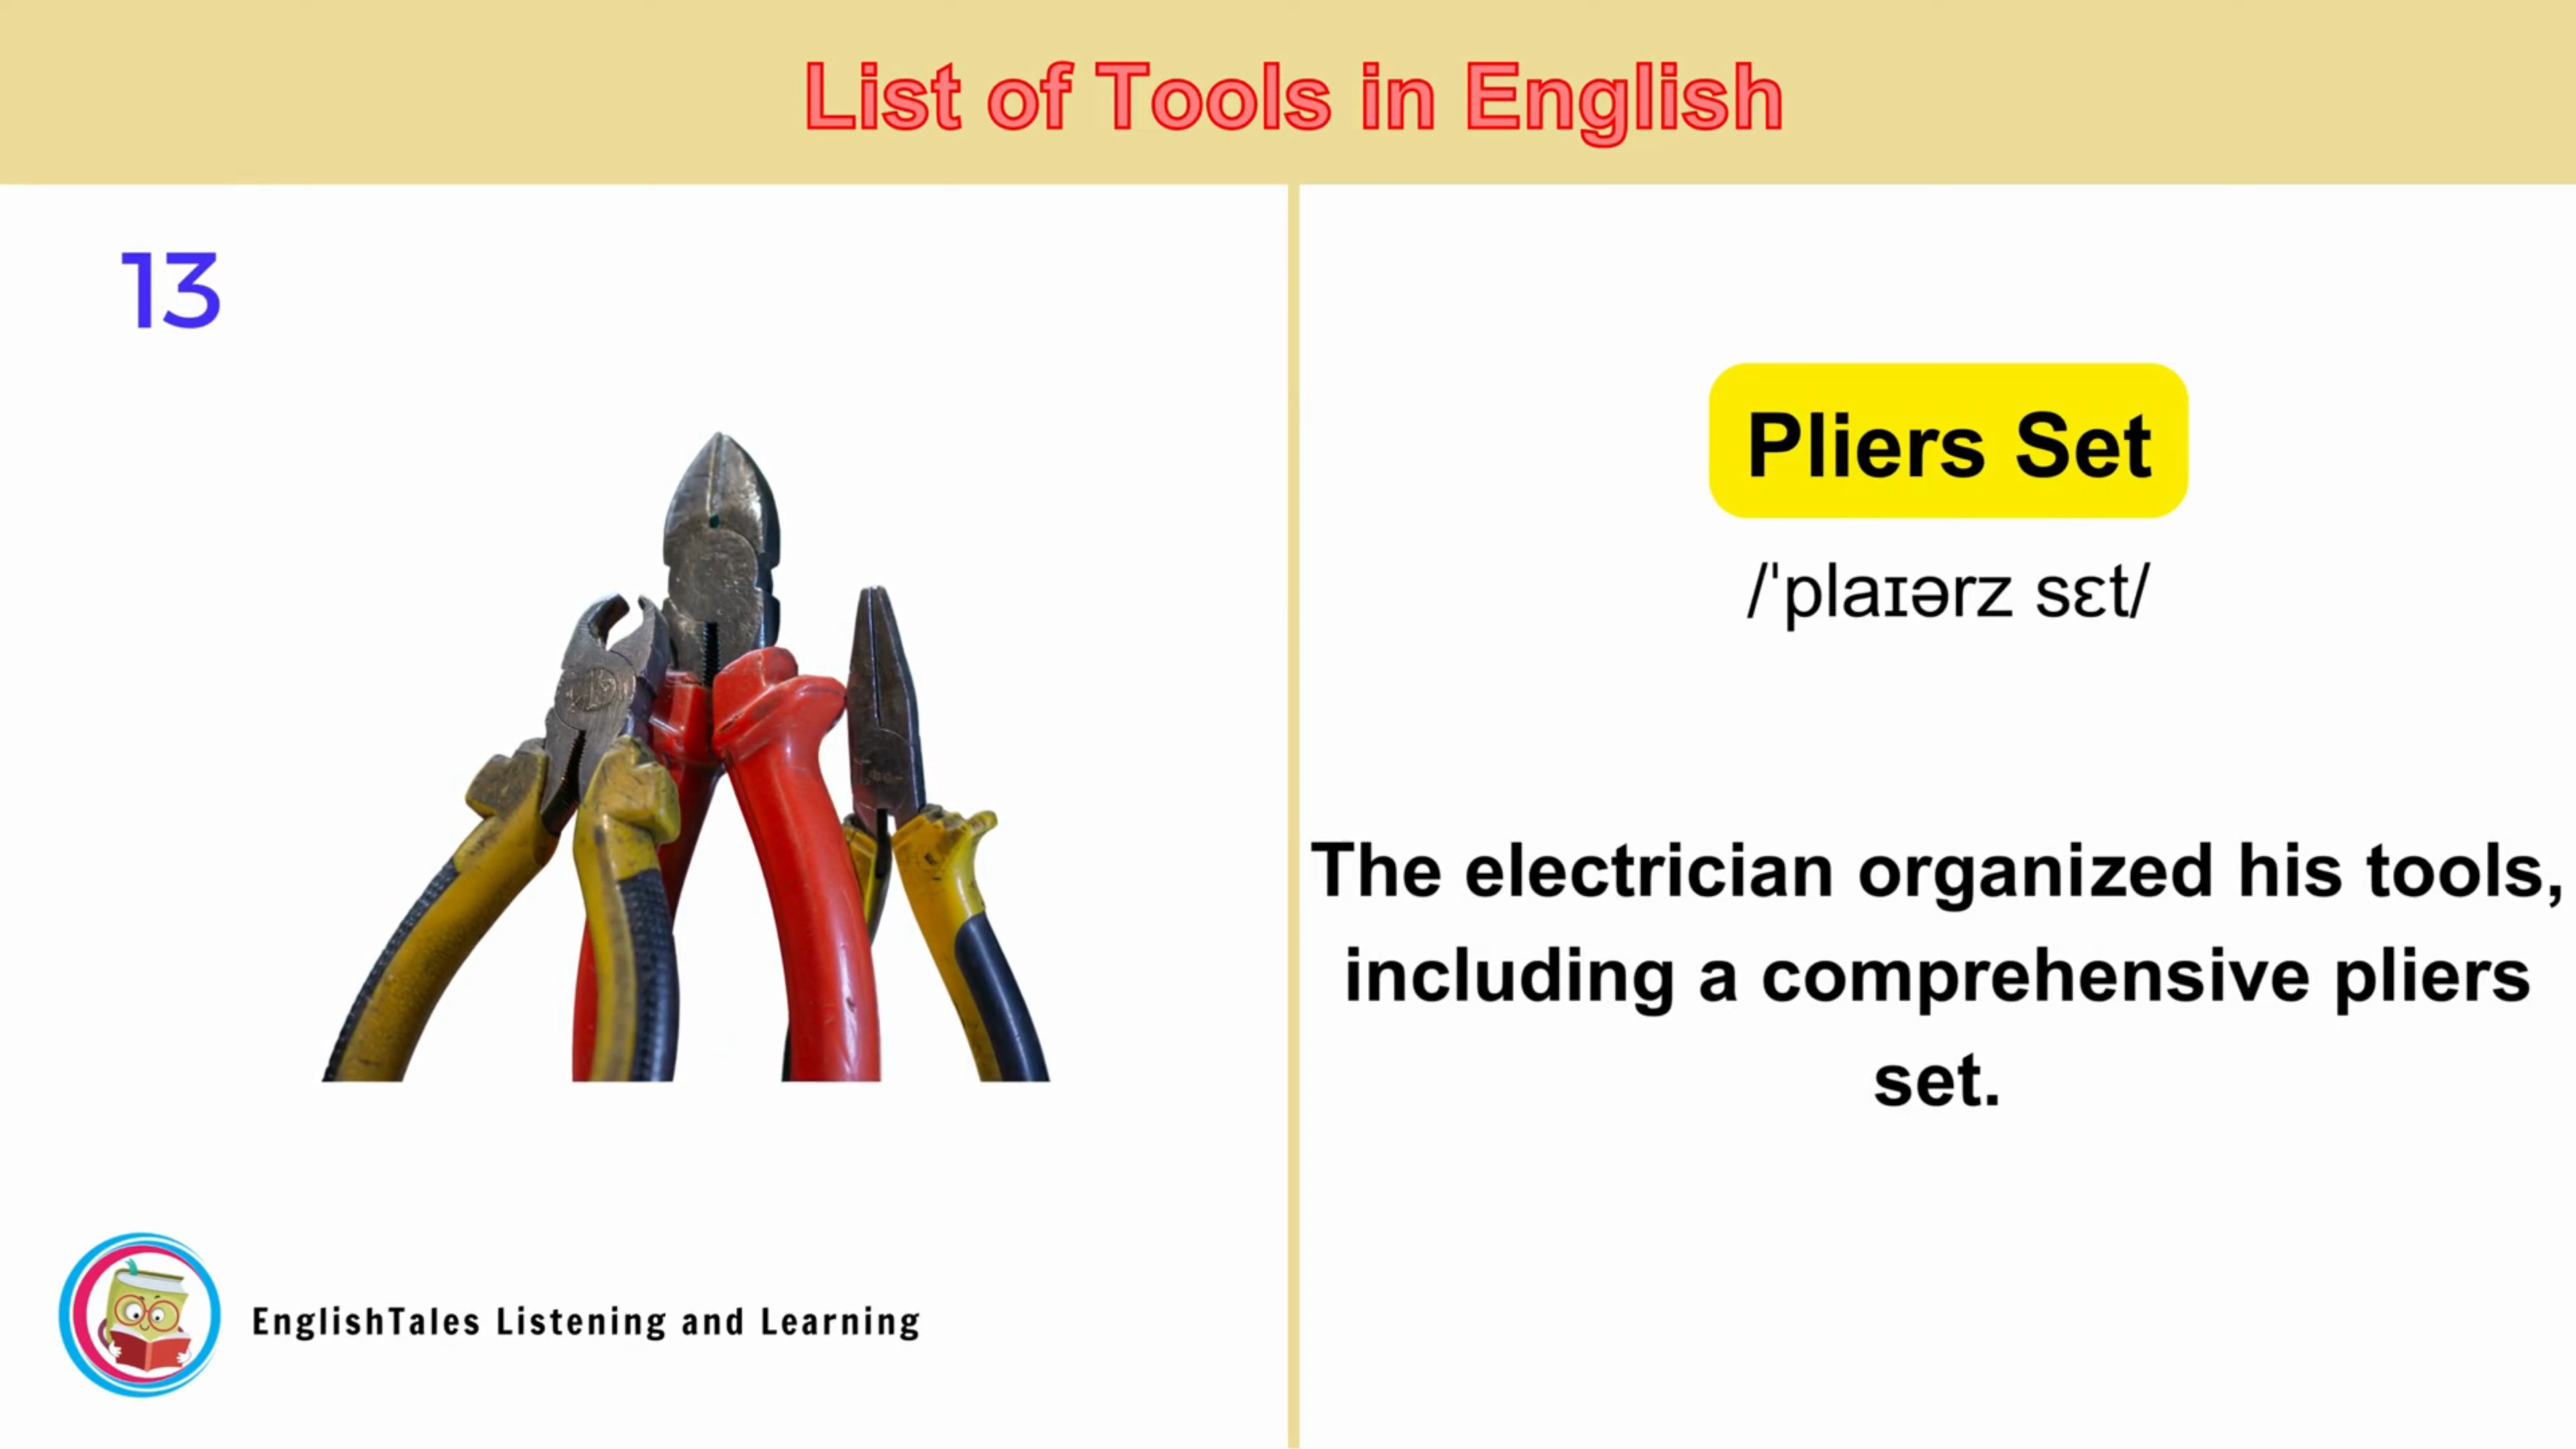 List of Tools in English
13
Pliers Set
/ˈplaɪərz sɛt/
The electrician organized his tools,
including a comprehensive pliers
set.
EnglishTales Listening and Learning